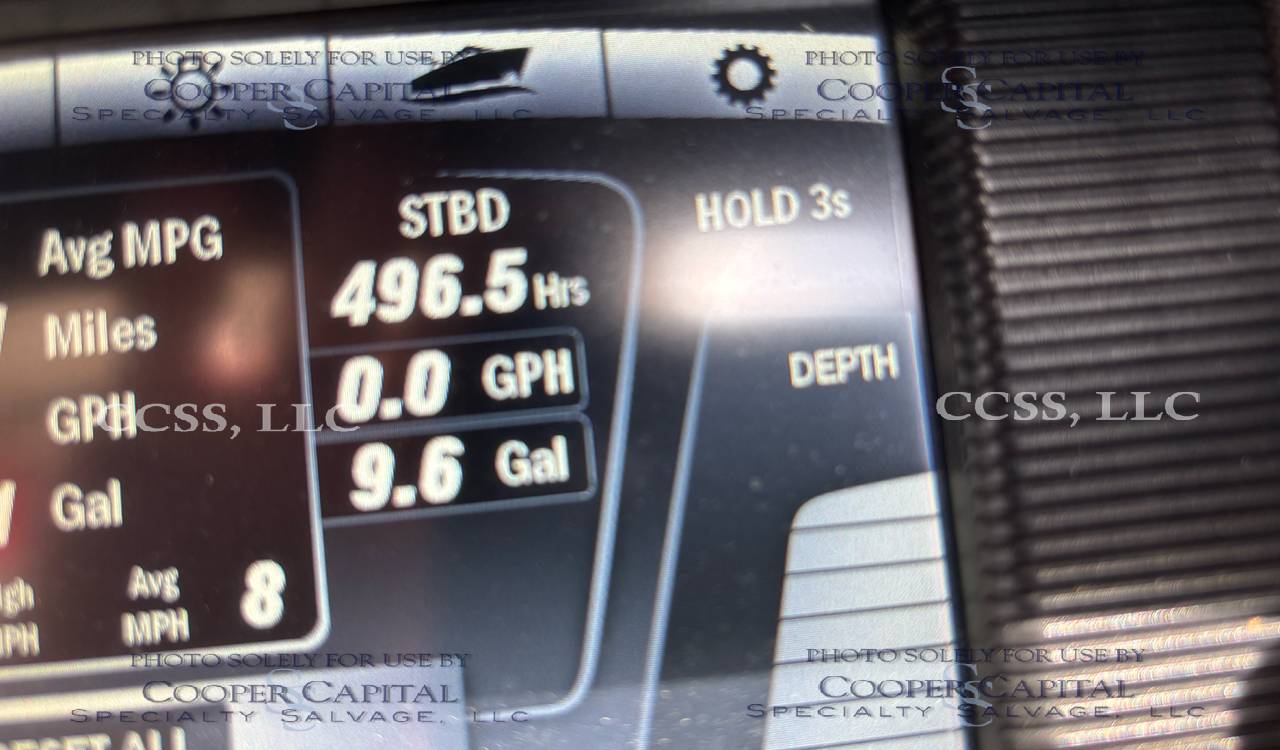 PHOTO SOLELY FOR USE BY
COOPER CAPITAL
SPECIALTY SALVAGE, LLC
PHOTO SOLELY FOR USE BY
COOPER CAPITAL
SPECIALTY SALVAGE, LLC
STBD
496.5 Hrs
0.0 GPH
9.6 Gal
HOLD 3s
DEPTH
Avg MPG
Miles
GPH
Gal
Avg
MPH
8
CCSS, LLC
CCSS, LLC
PHOTO SOLELY FOR USE BY
COOPER CAPITAL
SPECIALTY SALVAGE, LLC
PHOTO SOLELY FOR USE BY
COOPER CAPITAL
SPECIALTY SALVAGE, LLC
ALL